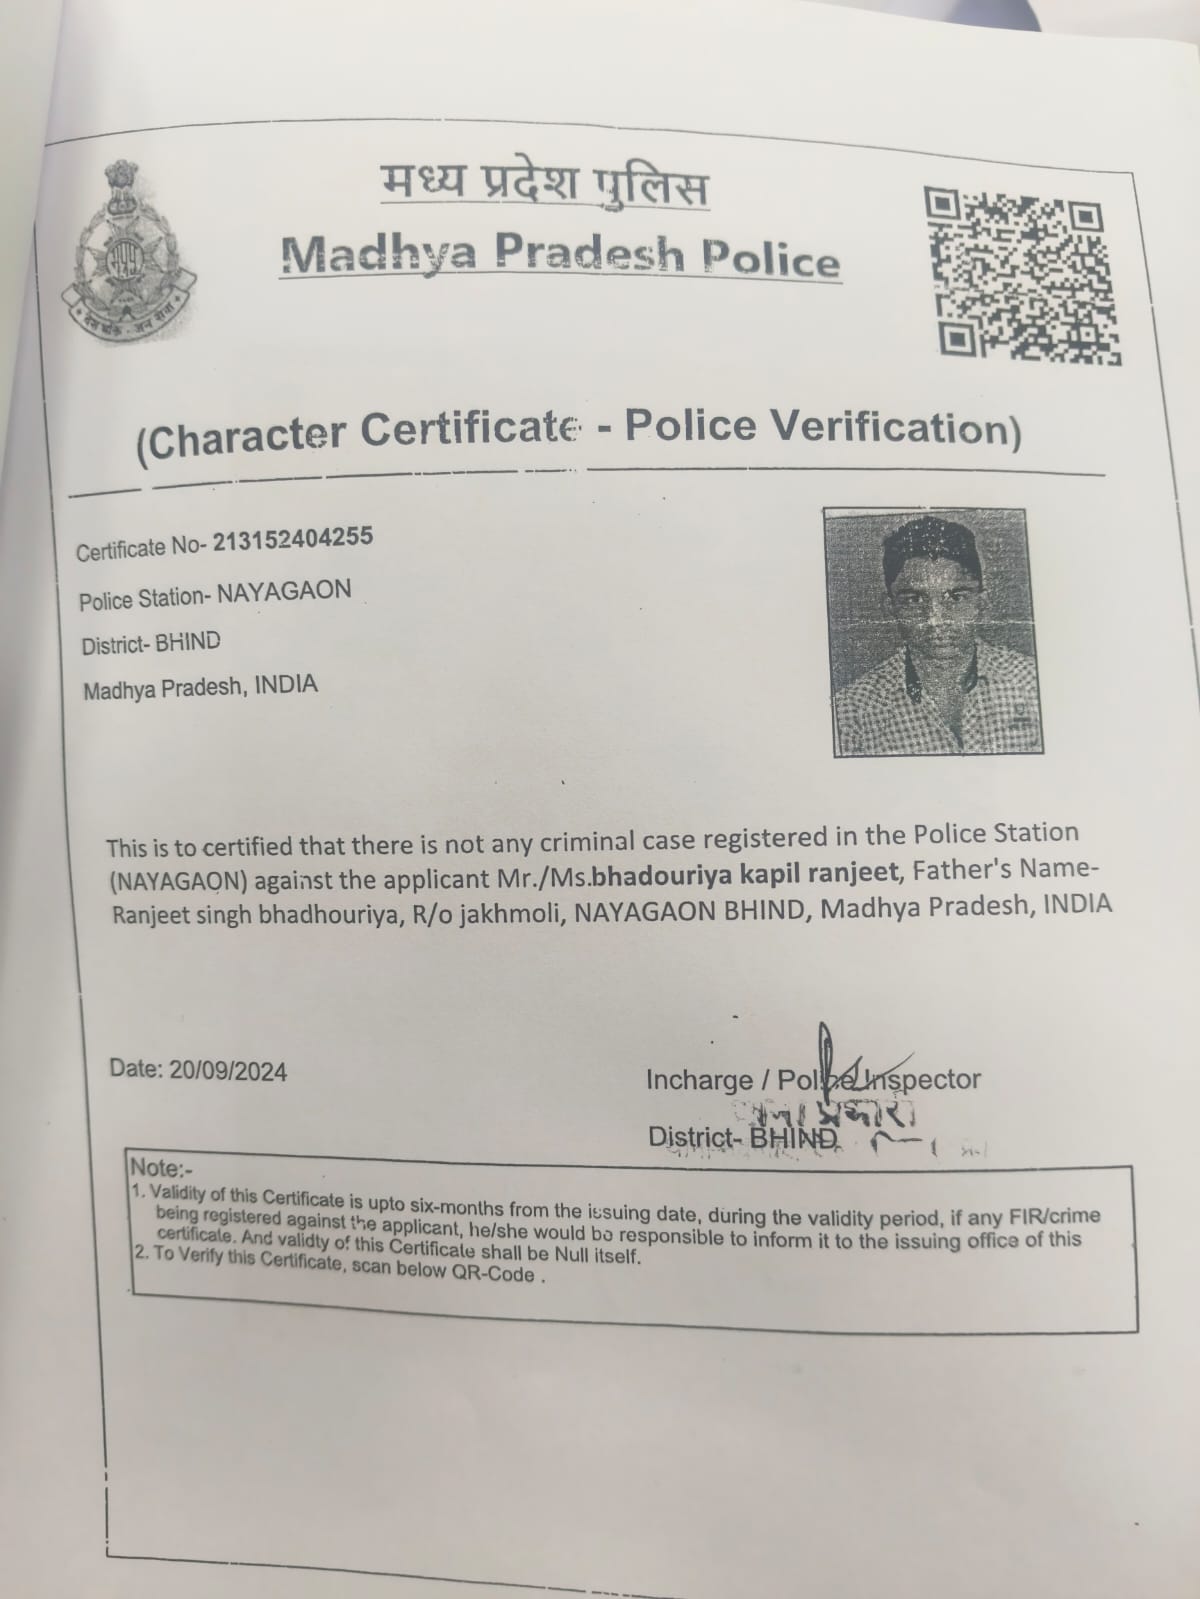 मध्य प्रदेश पुलिस
Madhya Pradesh Police
(Character Certificate - Police Verification)
Certificate No- 213152404255
Police Station- NAYAGAON
District- BHIND
Madhya Pradesh, INDIA
This is to certified that there is not any criminal case registered in the Police Station
(NAYAGAON) against the applicant Mr./Ms.bhadouriya kapil ranjeet, Father's Name-
Ranjeet singh bhadhouriya, R/o jakhmoli, NAYAGAON BHIND, Madhya Pradesh, INDIA
Date: 20/09/2024
Incharge / Police Inspector
District- BHIND
Note:-
1. Validity of this Certificate is upto six-months from the issuing date, during the validity period, if any FIR/crime
being registered against the applicant, he/she would be responsible to inform it to the issuing office of this
certificate. And validty of this Certificate shall be Null itself.
2. To Verify this Certificate, scan below QR-Code .